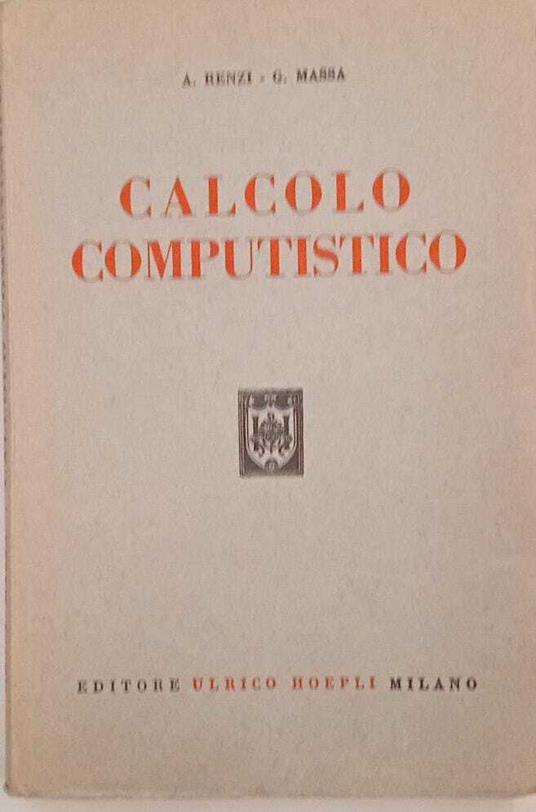 A. RENZI - G. MASSA
CALCOLO
COMPUTISTICO
EDITORE ULRICO HOEPLI MILANO